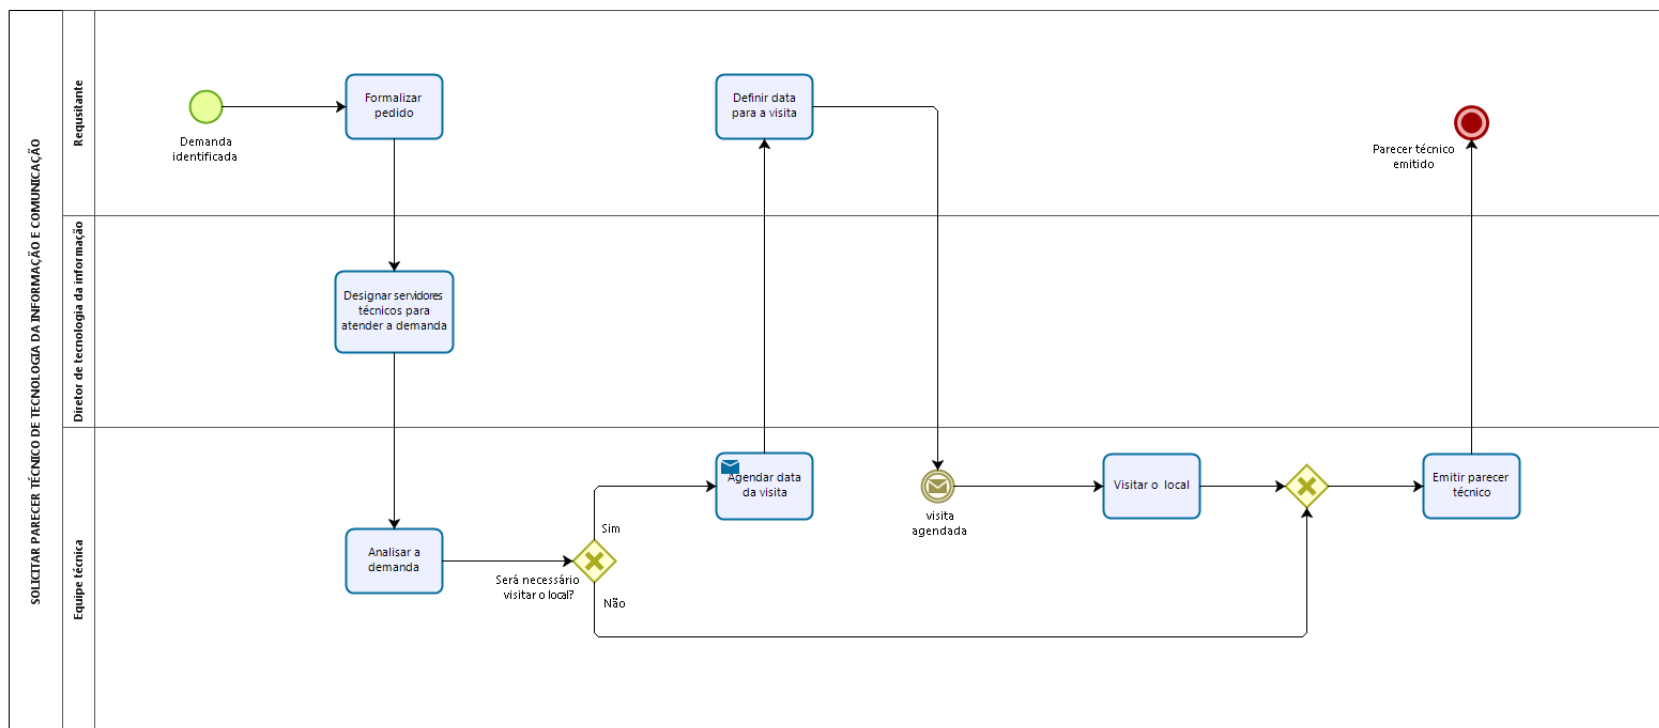 SOLICITAR PARECER TÉCNICO DE TECNOLOGIA DA INFORMAÇÃO E COMUNICAÇÃO
Requsitante
Demanda
identificada
Formalizar
pedido
Definir data
para a visita
Parecer técnico
emitido
Diretor de tecnologia da informação
Designar servidores
técnicos para
atender a demanda
Equipe técnica
Analisar a
demanda
Será necessário
visitar o local?
Sim
Não
Agendar data
da visita
visita
agendada
Visitar o local
Emitir parecer
técnico